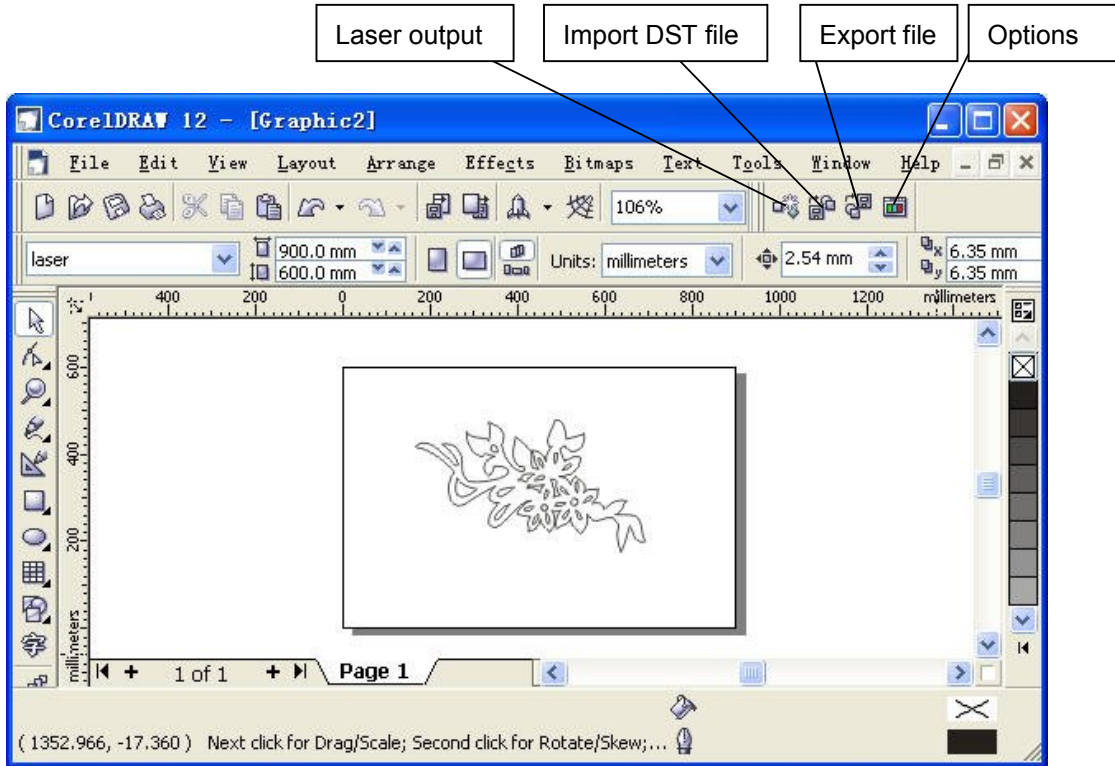 Laser output Import DST file Export file Options
CorelDRAW 12 - [Graphic2]
File Edit View Layout Arrange Effects Bitmaps Text Tools Window Help
106%
laser 900.0 mm Units: millimeters 2.54 mm x 6.35 mm
600.0 mm y 6.35 mm
400 200 0 200 400 600 800 1000 1200 millimeters
600
400
200
millimeters
字
1 of 1 Page 1
( 1352.966, -17.360 ) Next click for Drag/Scale; Second click for Rotate/Skew;...